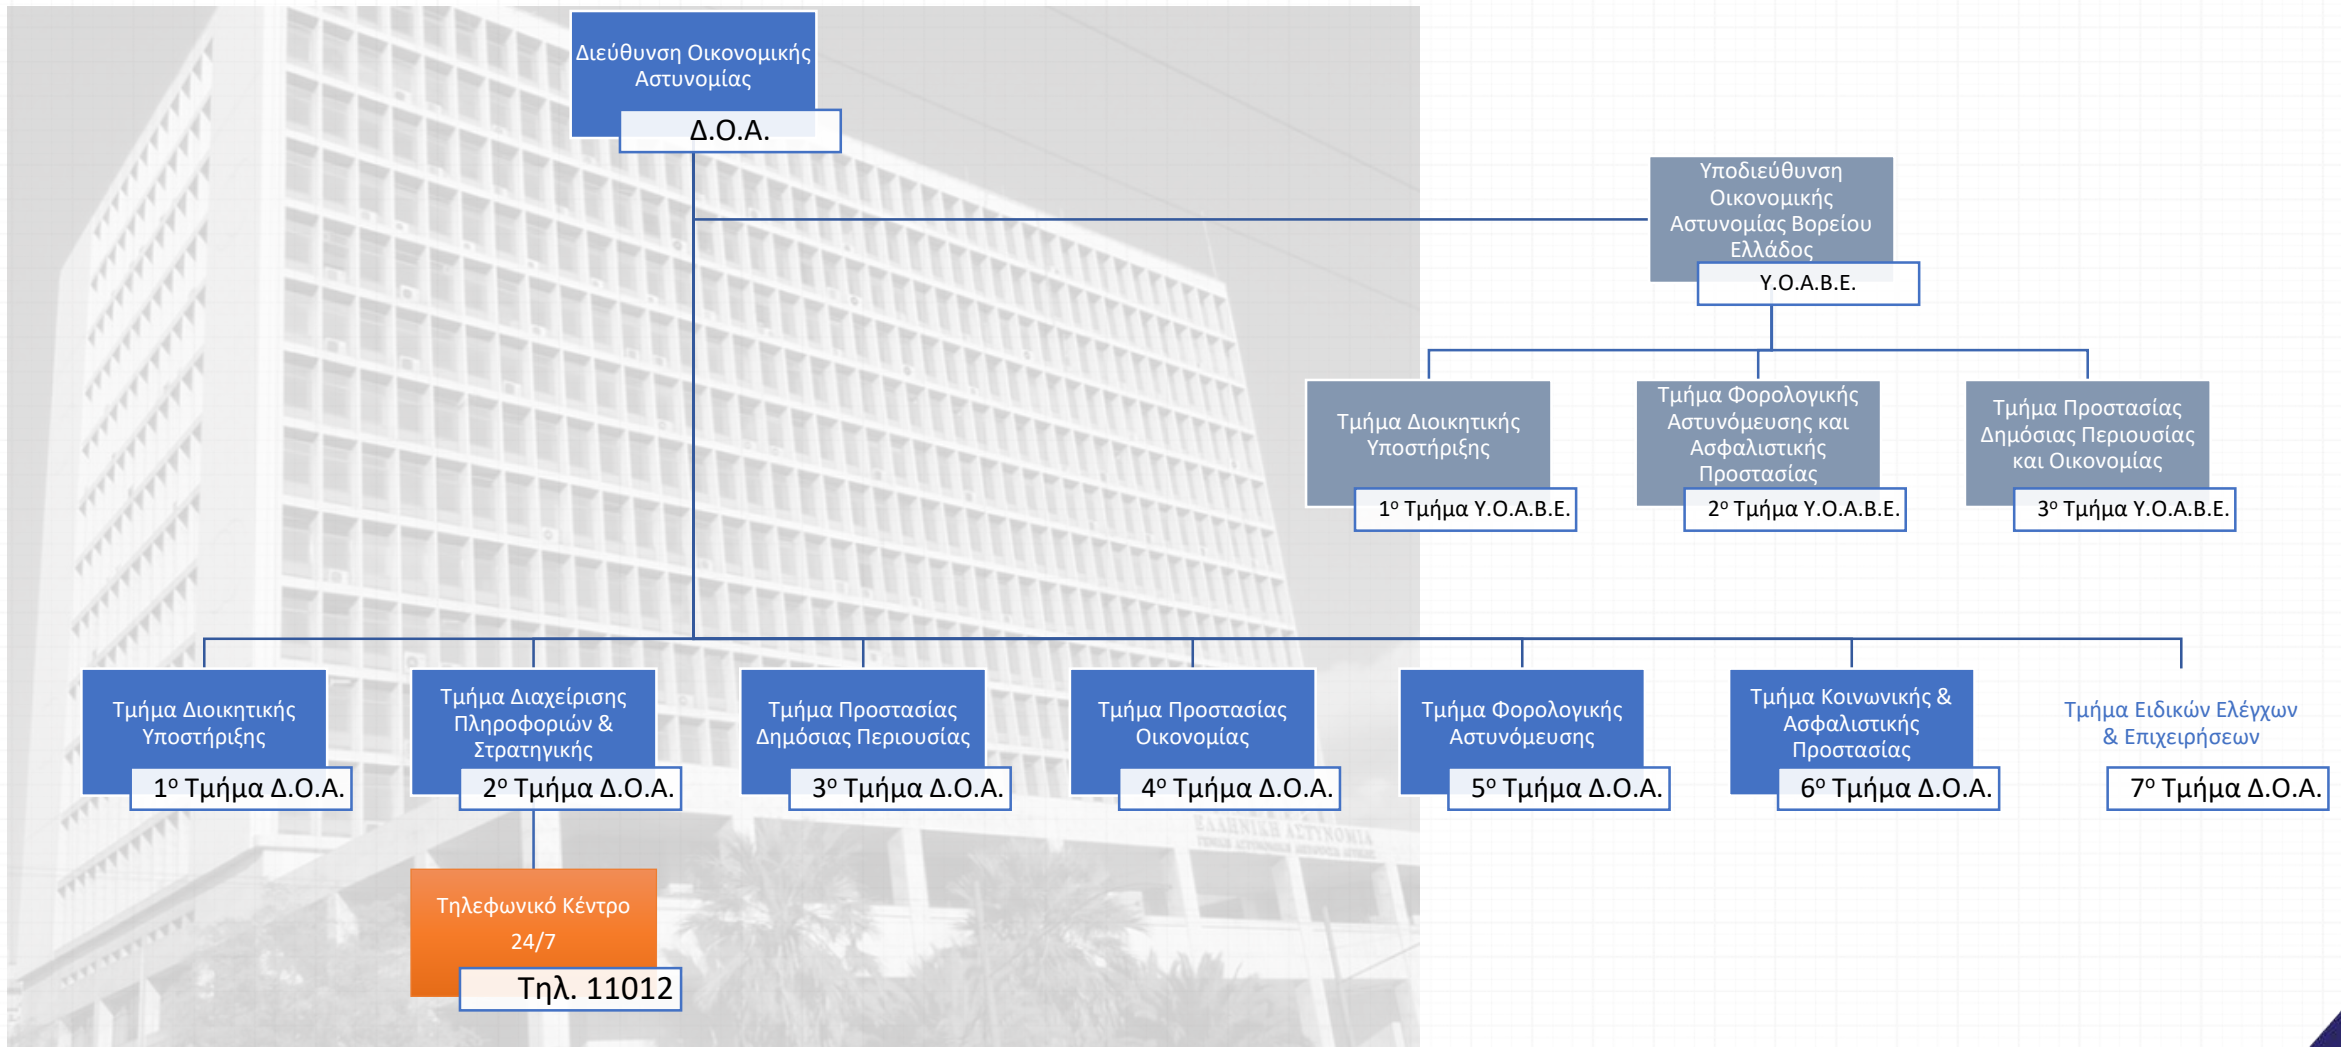 Διεύθυνση Οικονομικής
Αστυνομίας
Δ.Ο.Α.
Υποδιεύθυνση
Οικονομικής
Αστυνομίας Βορείου
Ελλάδος
Υ.Ο.Α.Β.Ε.
Τμήμα Διοικητικής
Υποστήριξης
1ο Τμήμα Υ.Ο.Α.Β.Ε.
Τμήμα Φορολογικής
Αστυνόμευσης και
Ασφαλιστικής
Προστασίας
2ο Τμήμα Υ.Ο.Α.Β.Ε.
Τμήμα Προστασίας
Δημόσιας Περιουσίας
και Οικονομίας
3ο Τμήμα Υ.Ο.Α.Β.Ε.
Τμήμα Διοικητικής
Υποστήριξης
1ο Τμήμα Δ.Ο.Α.
Τμήμα Διαχείρισης
Πληροφοριών &
Στρατηγικής
2ο Τμήμα Δ.Ο.Α.
Τμήμα Προστασίας
Δημόσιας Περιουσίας
3ο Τμήμα Δ.Ο.Α.
Τμήμα Προστασίας
Οικονομίας
4ο Τμήμα Δ.Ο.Α.
Τμήμα Φορολογικής
Αστυνόμευσης
5ο Τμήμα Δ.Ο.Α.
Τμήμα Κοινωνικής &
Ασφαλιστικής
Προστασίας
6ο Τμήμα Δ.Ο.Α.
Τμήμα Ειδικών Ελέγχων
& Επιχειρήσεων
7ο Τμήμα Δ.Ο.Α.
Τηλεφωνικό Κέντρο
24/7
Τηλ. 11012
ΕΛΛΗΝΙΚΗ ΑΣΤΥΝΟΜΙΑ